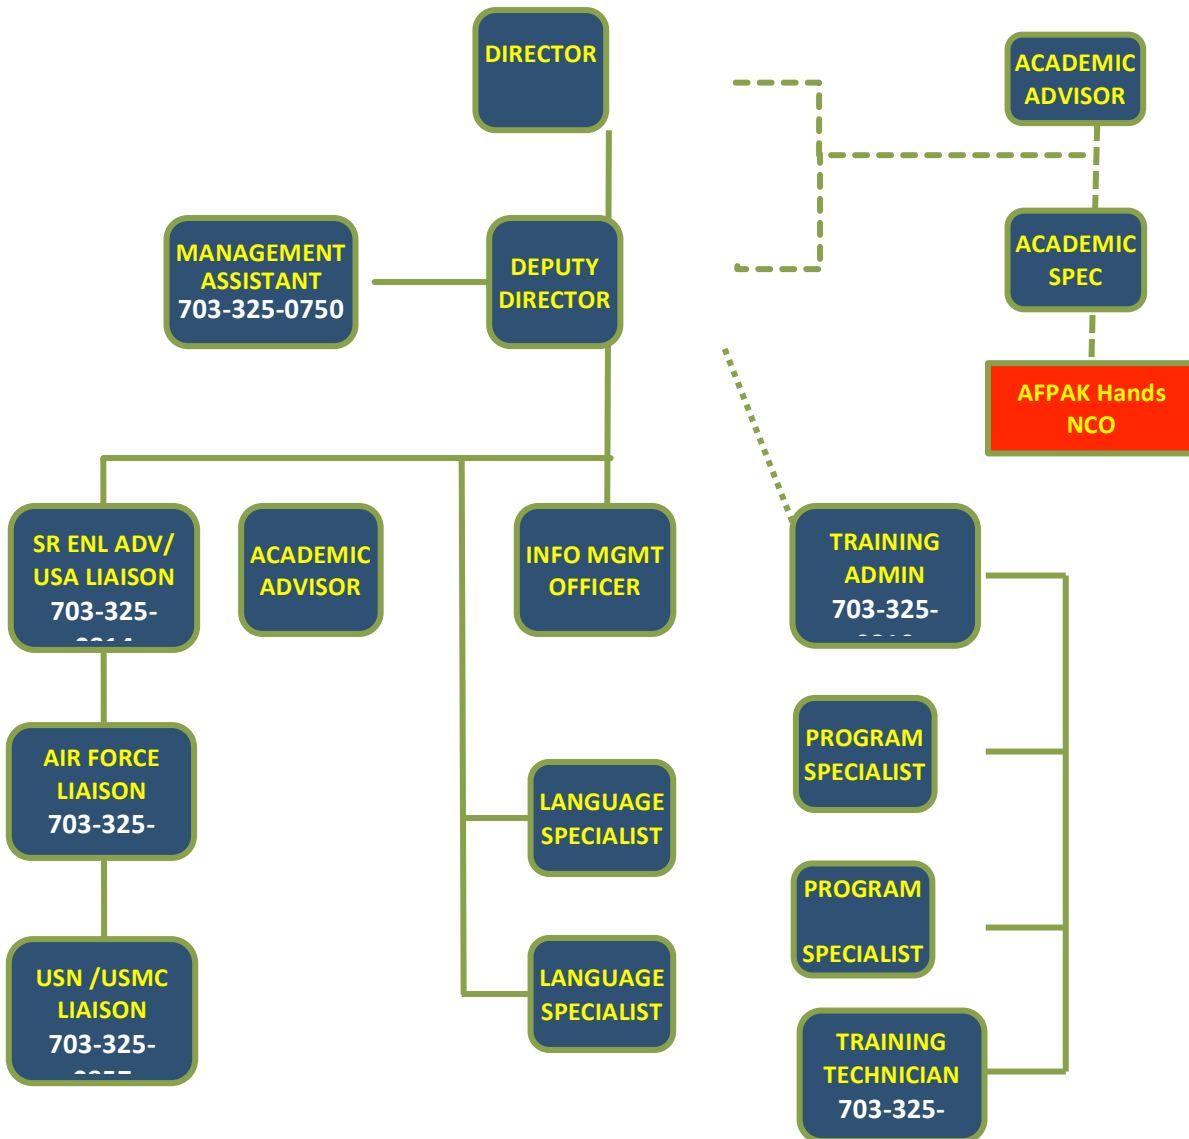 DIRECTOR
ACADEMIC
ADVISOR
MANAGEMENT
ASSISTANT
703-325-0750
DEPUTY
DIRECTOR
ACADEMIC
SPEC
AFPAK Hands
NCO
SR ENL ADV/
USA LIAISON
703-325-
ACADEMIC
ADVISOR
INFO MGMT
OFFICER
TRAINING
ADMIN
703-325-
AIR FORCE
LIAISON
703-325-
LANGUAGE
SPECIALIST
PROGRAM
SPECIALIST
PROGRAM
SPECIALIST
USN /USMC
LIAISON
703-325-
LANGUAGE
SPECIALIST
TRAINING
TECHNICIAN
703-325-